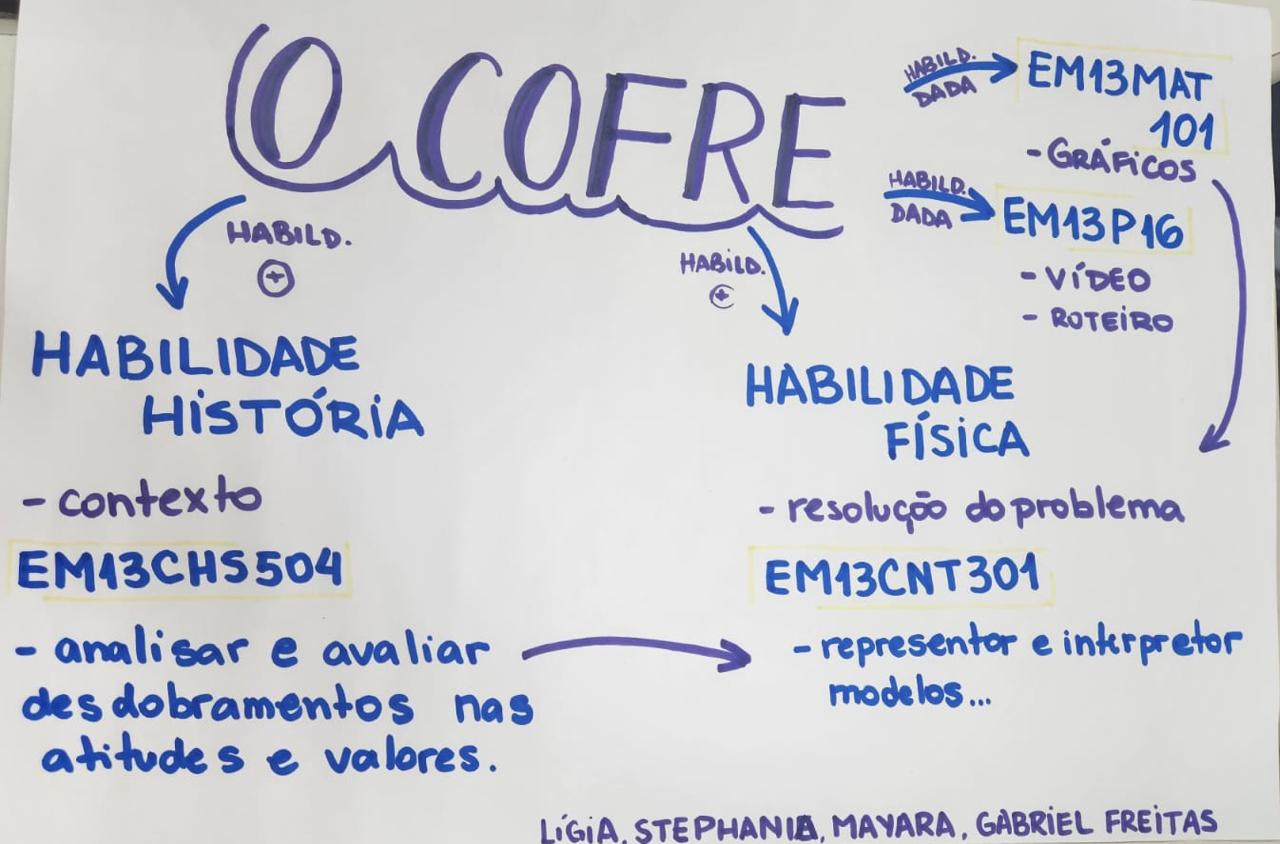 O COFRE
HABILD.
DADA
EM13MAT
101
- GRÁFICOS
HABILD.
DADA
EM13P16
- VÍDEO
- ROTEIRO
HABILD.
+
HABILIDADE
HISTÓRIA
- contexto
EM13CHS504
- analisar e avaliar
desdobramentos nas
atitudes e valores.
HABILD.
+
HABILIDADE
FÍSICA
- resolução do problema
EM13CNT301
- representar e interpretar
modelos...
LÍGIA, STEPHANIE, MAYARA, GABRIEL FREITAS